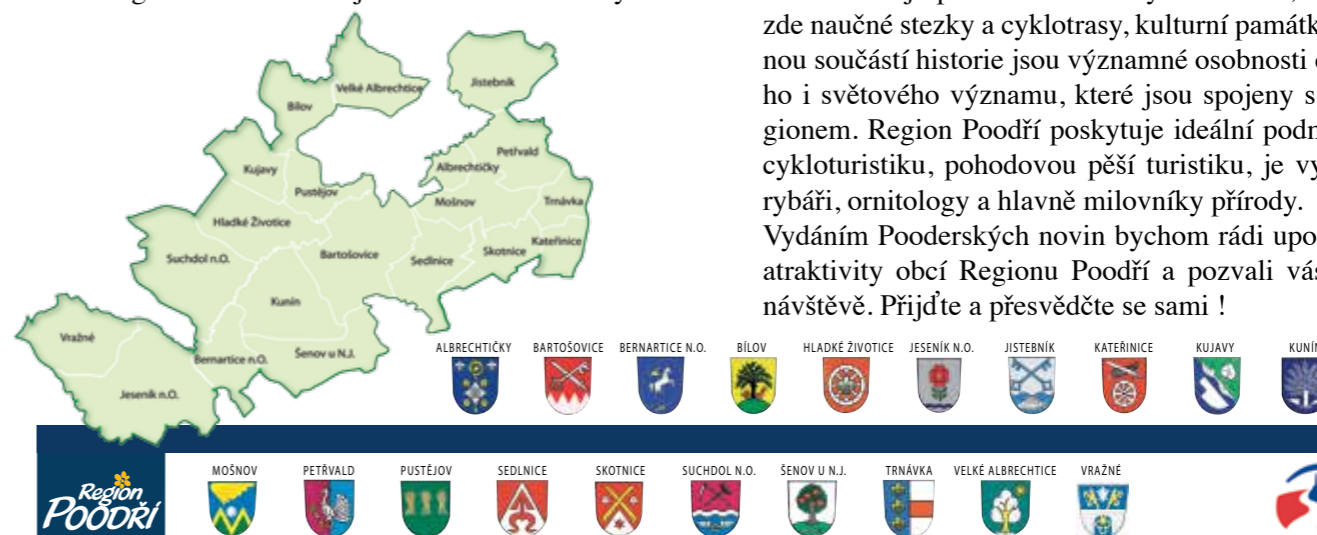 zde naučné stezky a cyklotrasy, kulturní památk
nou součástí historie jsou významné osobnosti
ho i světového významu, které jsou spojeny s
gionem. Region Poodří poskytuje ideální podm
cykloturistiku, pohodovou pěší turistiku, je vy
rybáři, ornitology a hlavně milovníky přírody.
Vydáním Pooderských novin bychom rádi upo
atraktivity obcí Regionu Poodří a pozvali vás
návštěvě. Přijďte a přesvědčte se sami !
Jistebník
Velké Albrechtice
Bílov
Petřvald
Albrechtičky
Kujavy
Pustějov
Mošnov
Trnávka
Hladké Životice
Kateřinice
Skotnice
Bartošovice
Sedlnice
Suchdol n.O.
Kunín
Vražné
Šenov u N.J.
Bernartice n.O.
Jeseník n.O.
ALBRECHTIČKY BARTOŠOVICE BERNARTICE N.O. BÍLOV HLADKÉ ŽIVOTICE JESENÍK N.O. JISTEBNÍK KATEŘINICE KUJAVY KUNÍN
MOŠNOV PETŘVALD PUSTĚJOV SEDLNICE SKOTNICE SUCHDOL N.O. ŠENOV U N.J. TRNÁVKA VELKÉ ALBRECHTICE VRAŽNÉ
Region
POODŘÍ